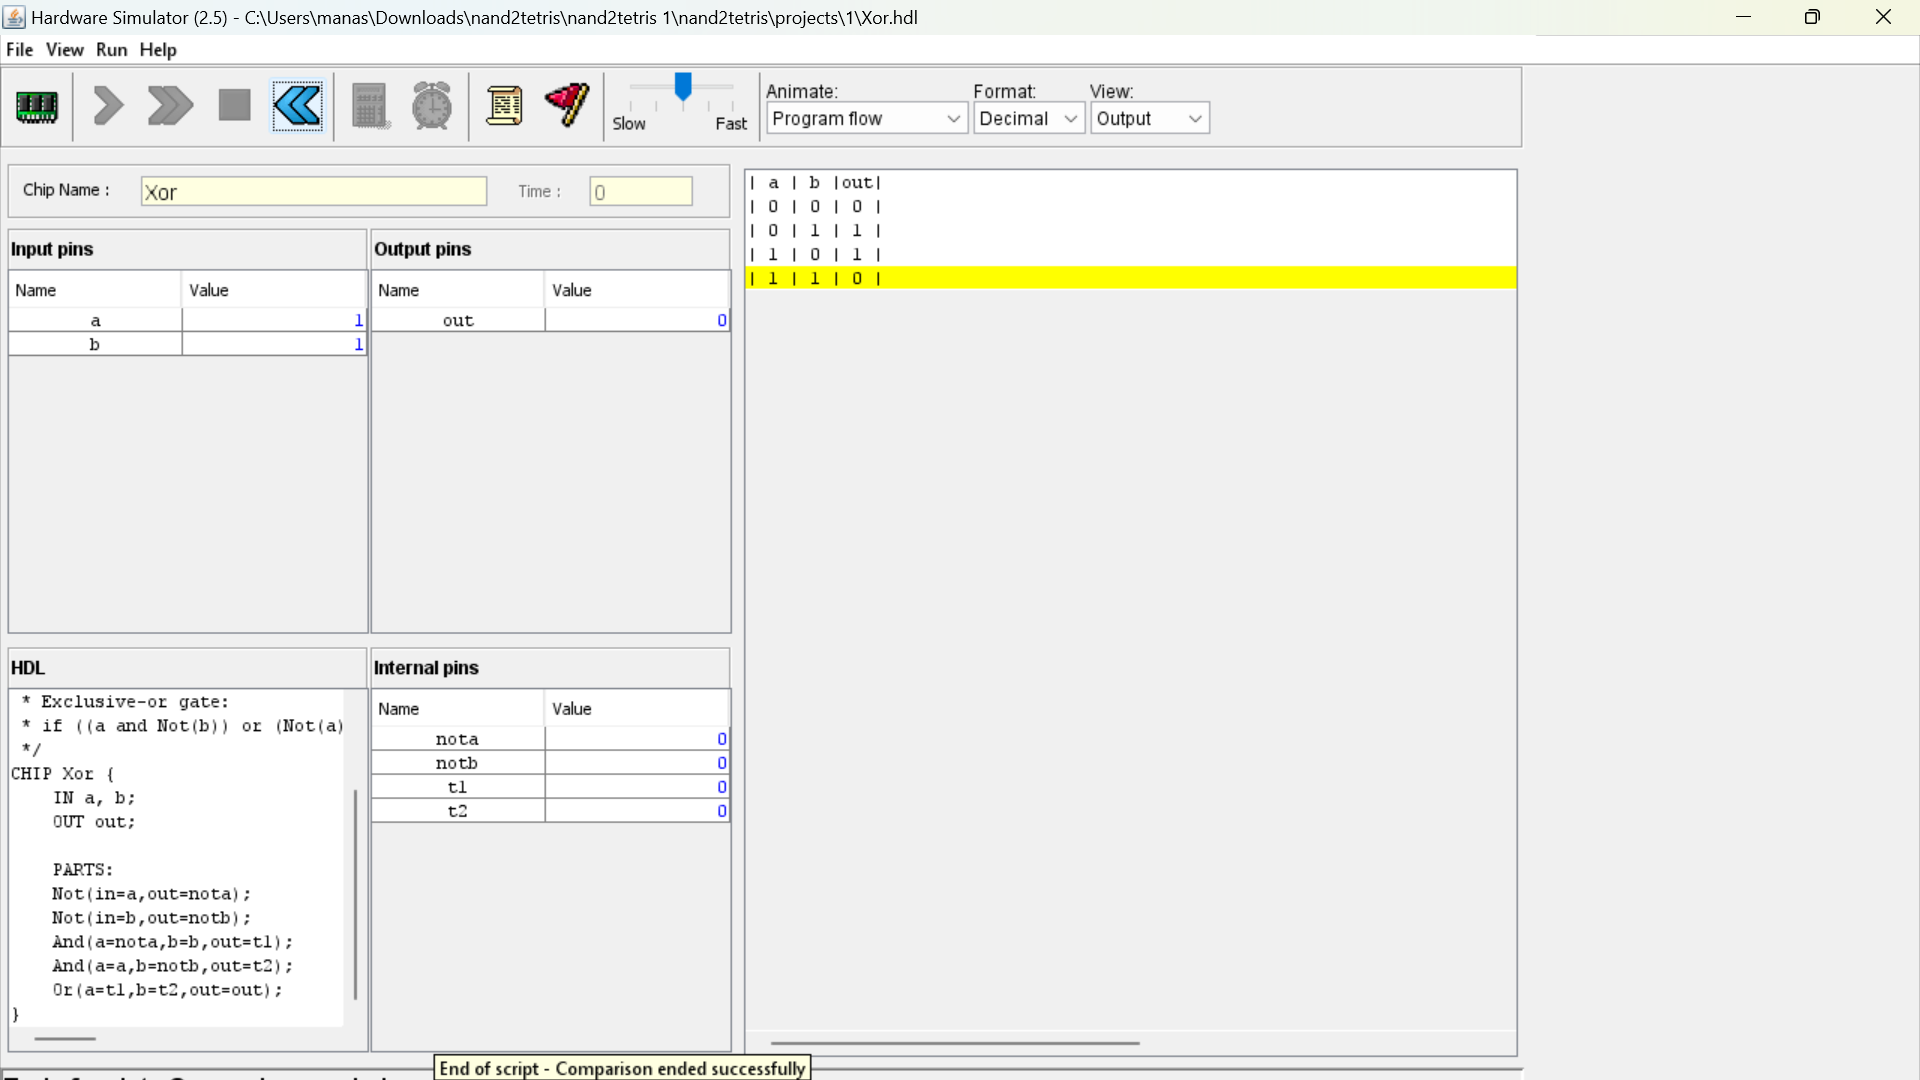 Hardware Simulator (2.5) - C:\Users\manas\Downloads\nand2tetris\nand2tetris 1\nand2tetris\projects\1\Xor.hdl
File View Run Help
Slow Fast
Animate:
Program flow
Format:
Decimal
View:
Output
Chip Name :
Xor
Time :
0
Input pins
Name Value
a 1
b 1
Output pins
Name Value
out 0
| a | b |out|
| 0 | 0 | 0 |
| 0 | 1 | 1 |
| 1 | 0 | 1 |
| 1 | 1 | 0 |
HDL
* Exclusive-or gate:
* if ((a and Not(b)) or (Not(a)
*/
CHIP Xor {
IN a, b;
OUT out;
PARTS:
Not(in=a,out=nota);
Not(in=b,out=notb);
And(a=nota,b=b,out=t1);
And(a=a,b=notb,out=t2);
Or(a=t1,b=t2,out=out);
}
Internal pins
Name Value
nota 0
notb 0
t1 0
t2 0
End of script - Comparison ended successfully